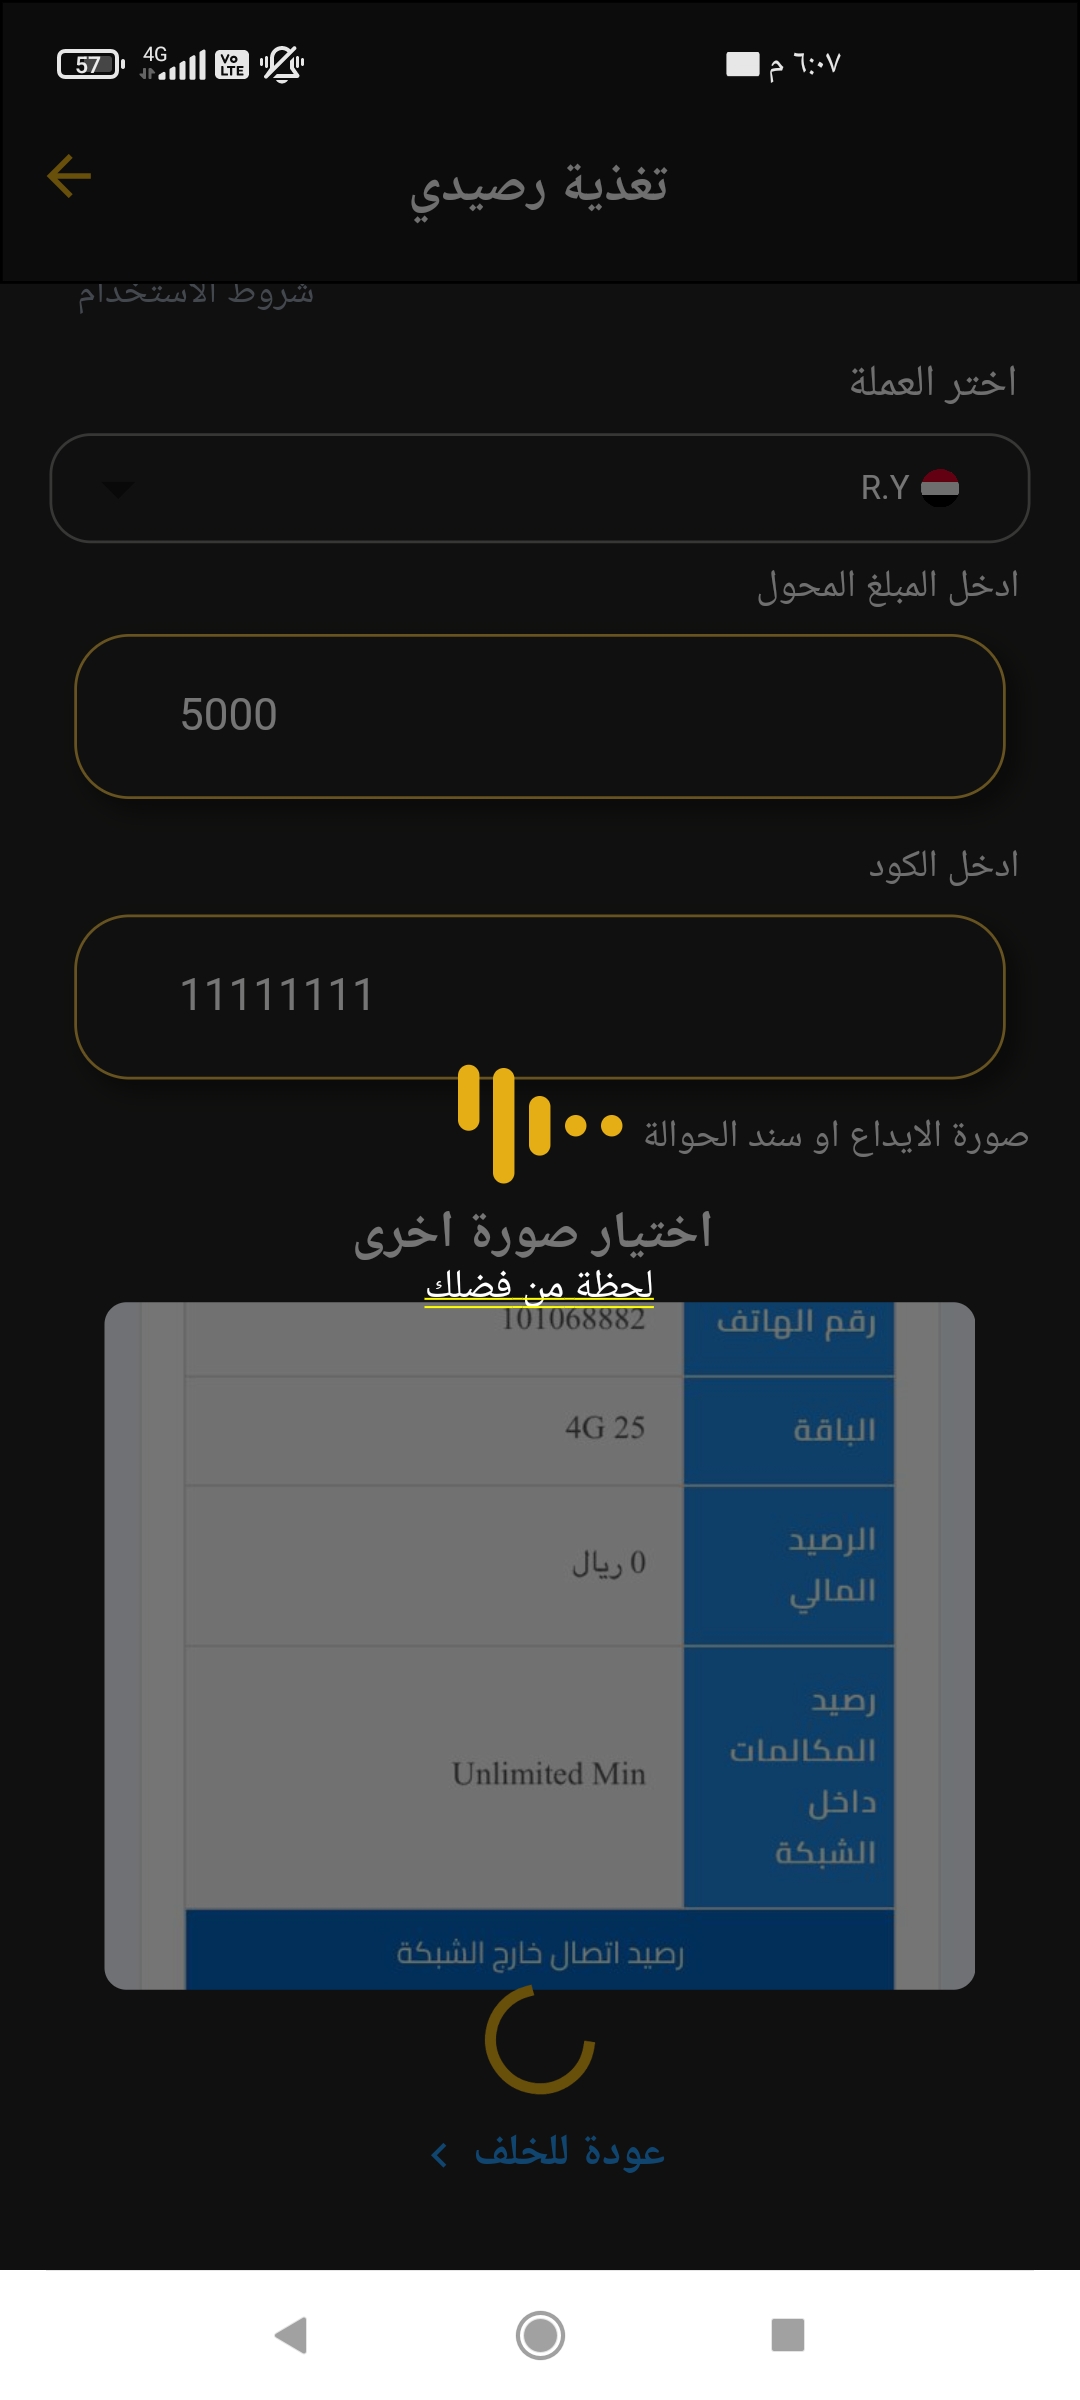 57 4G Vo LTE ٦:٠٧ م
تغذية رصيدي
شروط الاستخدام
اختر العملة
R.Y
ادخل المبلغ المحول
5000
ادخل الكود
11111111
صورة الايداع او سند الحوالة
اختيار صورة اخرى
لحظة من فضلك
رقم الهاتف 101068882
الباقة 4G 25
الرصيد المالي 0 ريال
رصيد
المكالمات
داخل
الشبكة
Unlimited Min
رصيد اتصال خارج الشبكة
عودة للخلف